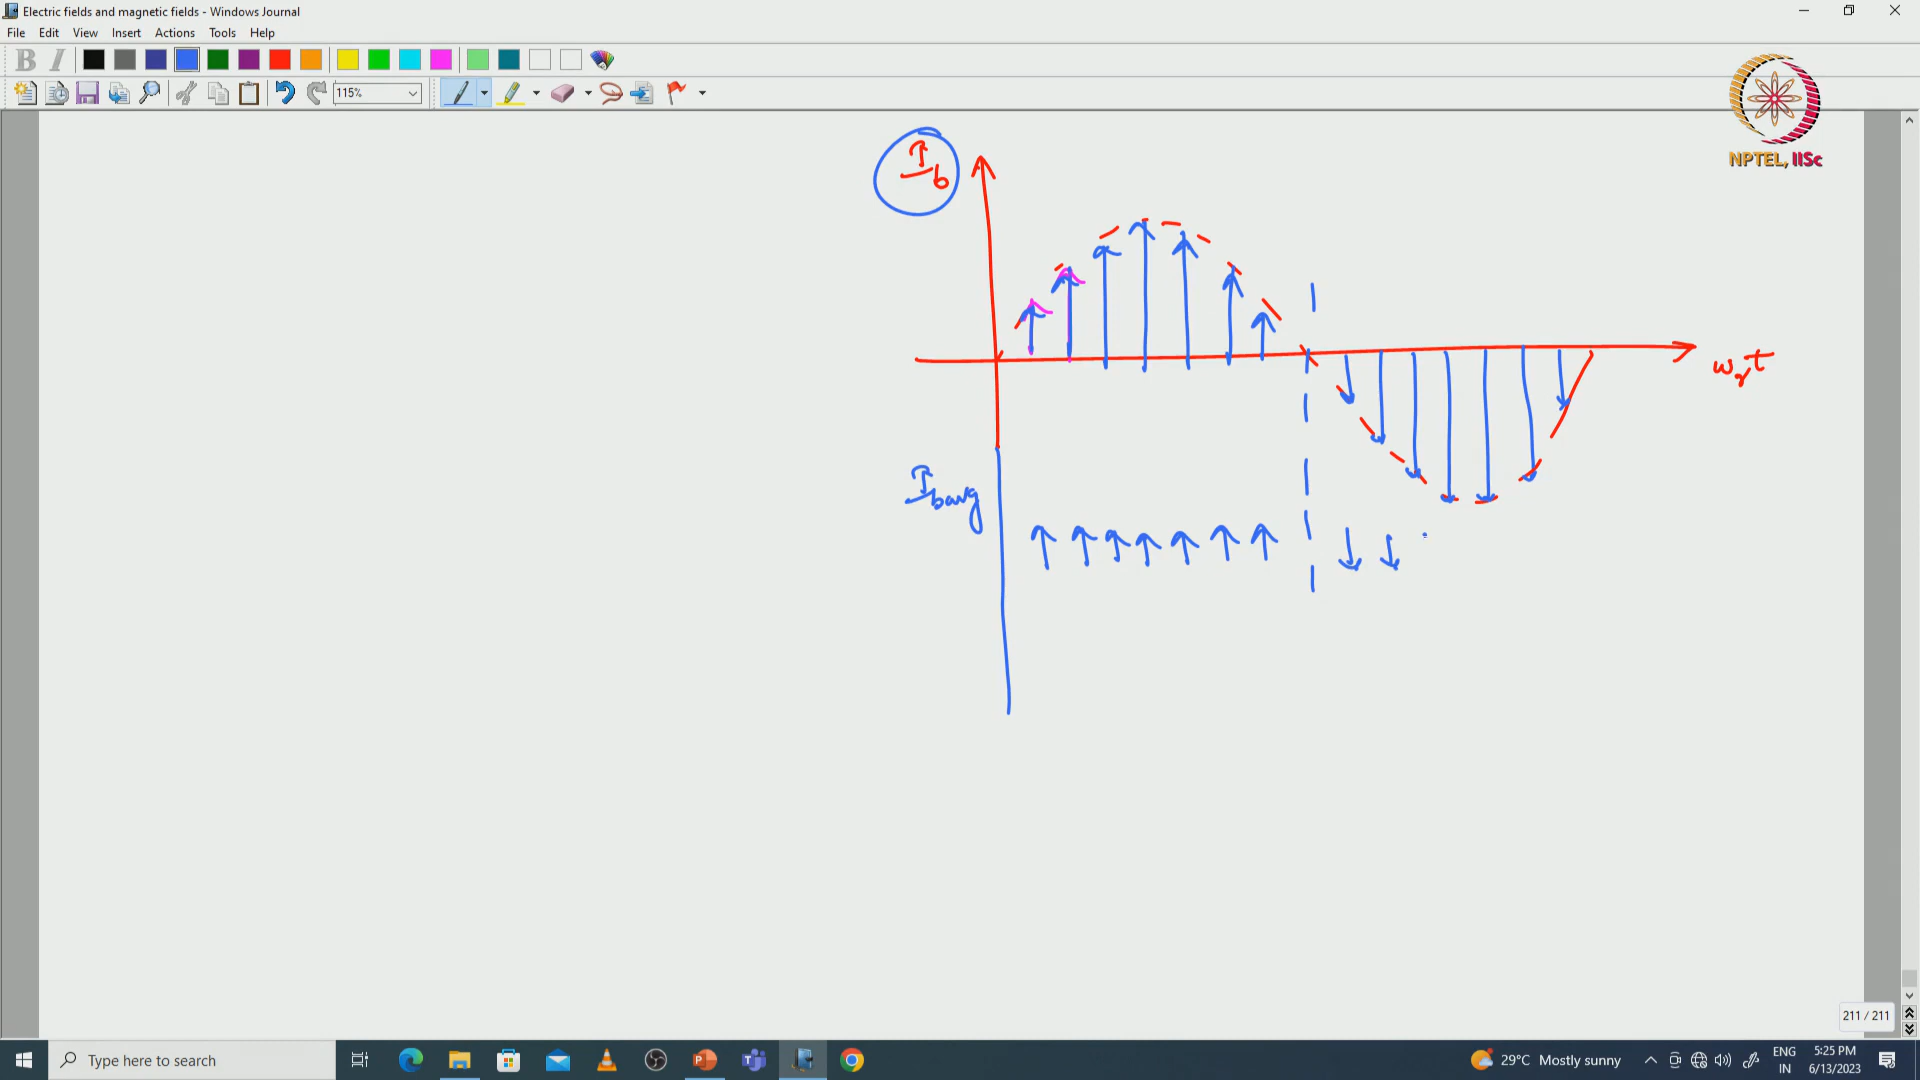 Electric fields and magnetic fields - Windows Journal
File Edit View Insert Actions Tools Help
B I
115%
NPTEL, IISc
I_b
ω_r t
I_bavg
211 / 211
Type here to search
29°C Mostly sunny
ENG
IN
5:25 PM
6/13/2023